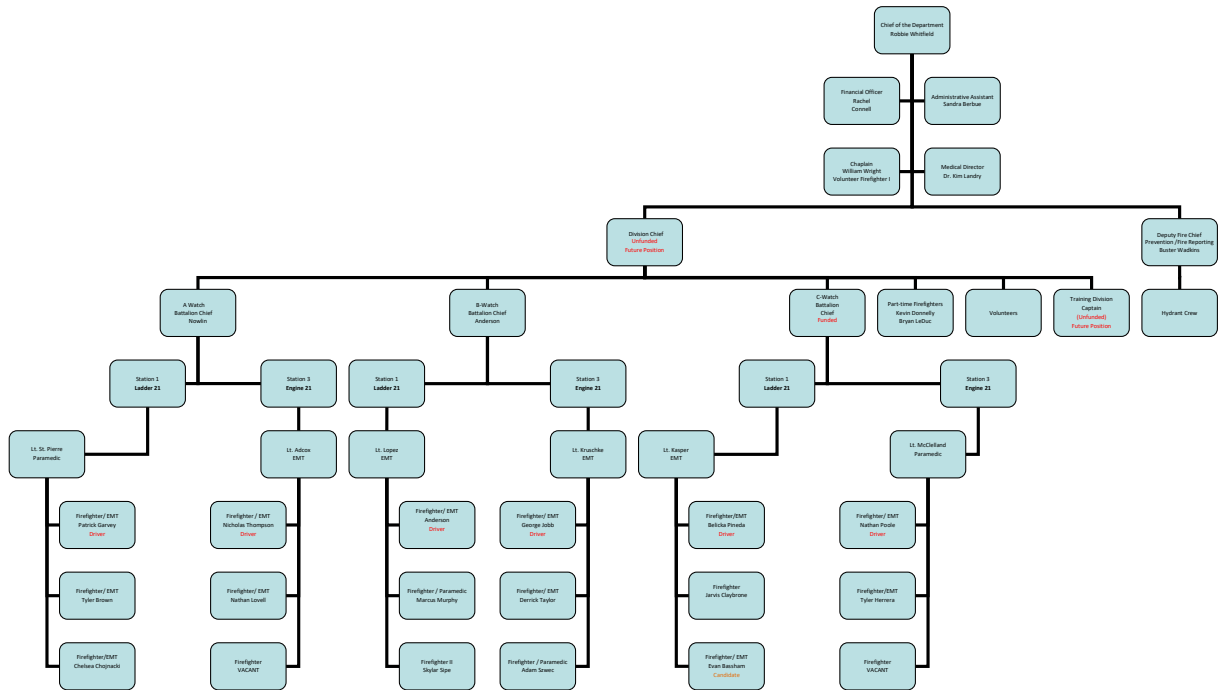 Chief of the Department
Robbie Whitfield
Financial Officer
Rachel
Connell
Administrative Assistant
Sandra Berbue
Chaplain
William Wright
Volunteer Firefighter I
Medical Director
Dr. Kim Landry
Division Chief
Unfunded
Future Position
Deputy Fire Chief
Prevention /Fire Reporting
Buster Wadkins
A Watch
Battalion Chief
Nowlin
B-Watch
Battalion Chief
Anderson
C-Watch
Battalion
Chief
Funded
Part-time Firefighters
Kevin Donnelly
Bryan LeDuc
Volunteers
Training Division
Captain
(Unfunded)
Future Position
Hydrant Crew
Station 1
Ladder 21
Station 3
Engine 21
Station 1
Ladder 21
Station 3
Engine 21
Station 1
Ladder 21
Station 3
Engine 21
Lt. St. Pierre
Paramedic
Lt. Adcox
EMT
Lt. Lopez
EMT
Lt. Kruschke
EMT
Lt. Kasper
EMT
Lt. McClelland
Paramedic
Firefighter/ EMT
Patrick Garvey
Driver
Firefighter / EMT
Nicholas Thompson
Driver
Firefighter/ EMT
Anderson
Driver
Firefighter/ EMT
George Jobb
Driver
Firefighter/EMT
Belicka Pineda
Driver
Firefighter/ EMT
Nathan Poole
Driver
Firefighter/ EMT
Tyler Brown
Firefighter/ EMT
Nathan Lovell
Firefighter / Paramedic
Marcus Murphy
Firefighter/ EMT
Derrick Taylor
Firefighter
Jarvis Claybrone
Firefighter/EMT
Tyler Herrera
Firefighter/EMT
Chelsea Chojnacki
Firefighter
VACANT
Firefighter II
Skylar Sipe
Firefighter / Paramedic
Adam Szwec
Firefighter/ EMT
Evan Bassham
Candidate
Firefighter
VACANT